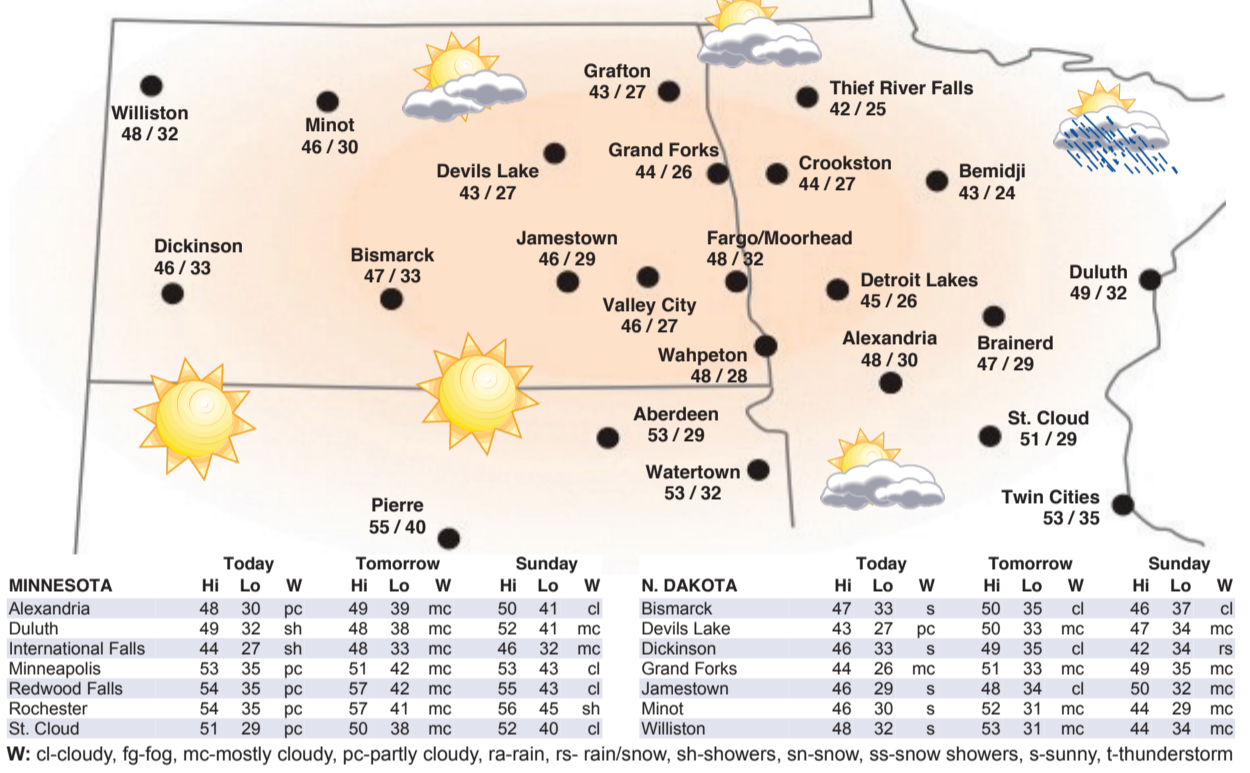 Grafton
43 / 27
Thief River Falls
42 / 25
Williston
48 / 32
Minot
46 / 30
Devils Lake
43 / 27
Grand Forks
44 / 26
Crookston
44 / 27
Bemidji
43 / 24
Dickinson
46 / 33
Bismarck
47 / 33
Jamestown
46 / 29
Valley City
46 / 27
Fargo/Moorhead
48 / 32
Detroit Lakes
45 / 26
Duluth
49 / 32
Wahpeton
48 / 28
Alexandria
48 / 30
Brainerd
47 / 29
Aberdeen
53 / 29
St. Cloud
51 / 29
Watertown
53 / 32
Pierre
55 / 40
Twin Cities
53 / 35
Today Tomorrow Sunday
MINNESOTA Hi Lo W Hi Lo W Hi Lo W
Alexandria 48 30 pc 49 39 mc 50 41 cl
Duluth 49 32 sh 48 38 mc 52 41 mc
International Falls 44 27 sh 48 33 mc 46 32 mc
Minneapolis 53 35 pc 51 42 mc 53 43 cl
Redwood Falls 54 35 pc 57 42 mc 55 43 cl
Rochester 54 35 pc 57 41 mc 56 45 sh
St. Cloud 51 29 pc 50 38 mc 52 40 cl
Today Tomorrow Sunday
N. DAKOTA Hi Lo W Hi Lo W Hi Lo W
Bismarck 47 33 s 50 35 cl 46 37 cl
Devils Lake 43 27 pc 50 33 mc 47 34 mc
Dickinson 46 33 s 49 35 cl 42 34 rs
Grand Forks 44 26 mc 51 33 mc 49 35 mc
Jamestown 46 29 s 48 34 cl 50 32 mc
Minot 46 30 s 52 31 mc 44 29 mc
Williston 48 32 s 53 31 mc 44 34 mc
W: cl-cloudy, fg-fog, mc-mostly cloudy, pc-partly cloudy, ra-rain, rs- rain/snow, sh-showers, sn-snow, ss-snow showers, s-sunny, t-thunderstorm